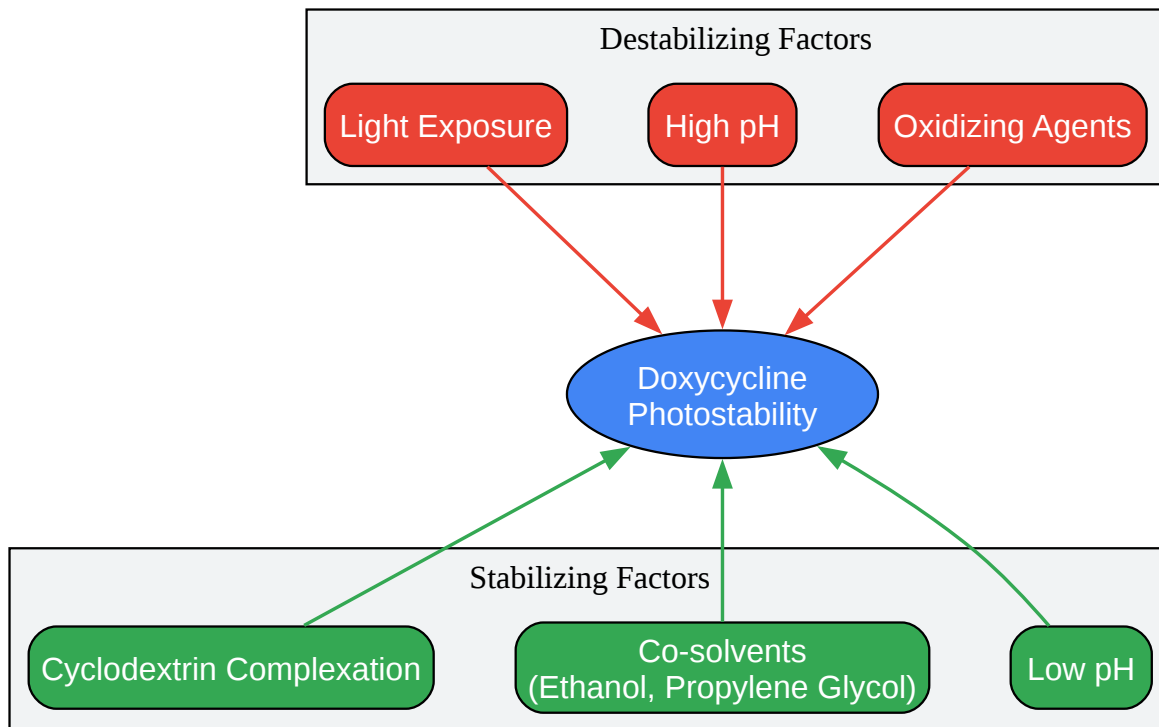 Destabilizing Factors
Light Exposure
High pH
Oxidizing Agents
Doxycycline
Photostability
Stabilizing Factors
Cyclodextrin Complexation
Co-solvents
(Ethanol, Propylene Glycol)
Low pH